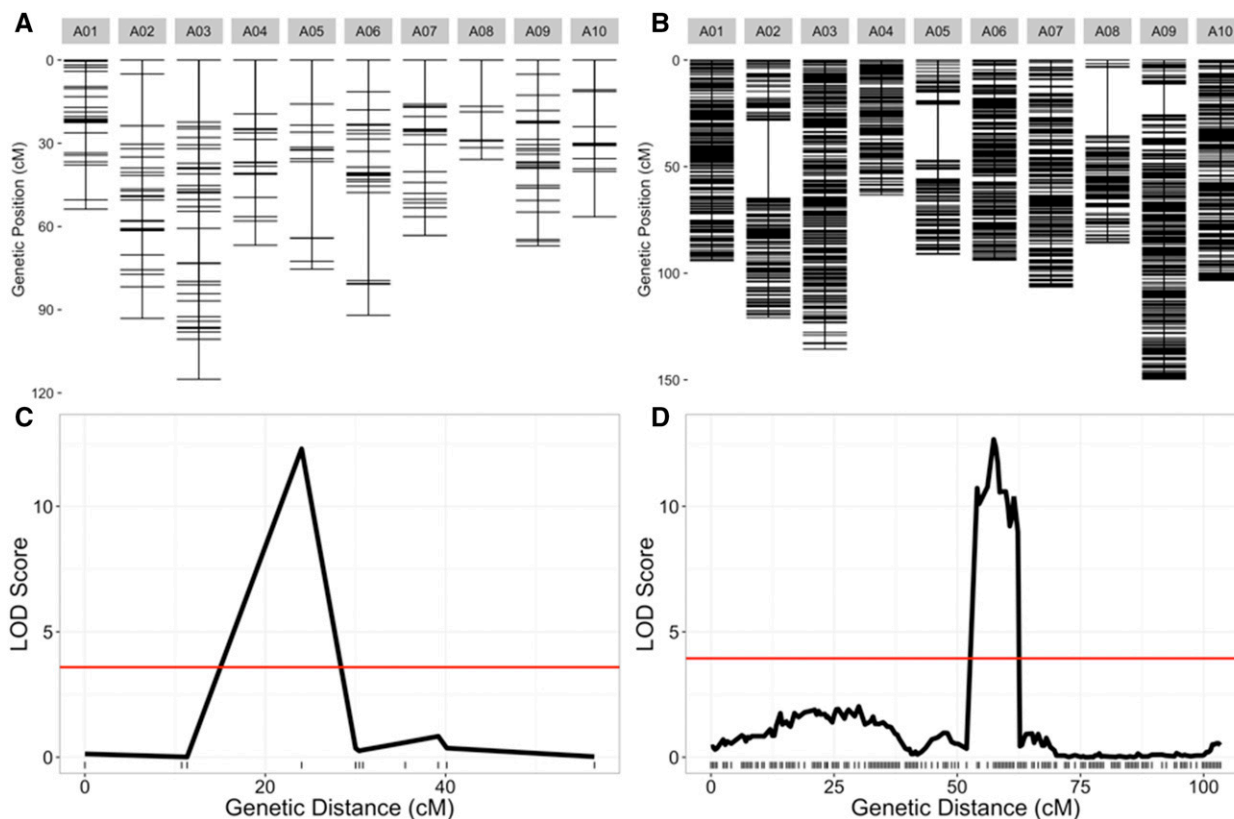 A
A01 A02 A03 A04 A05 A06 A07 A08 A09 A10
Genetic Position (cM)
0
30
60
90
120
B
A01 A02 A03 A04 A05 A06 A07 A08 A09 A10
Genetic Position (cM)
0
50
100
150
C
LOD Score
10
5
0
0 20 40
Genetic Distance (cM)
D
LOD Score
10
5
0
0 25 50 75 100
Genetic Distance (cM)